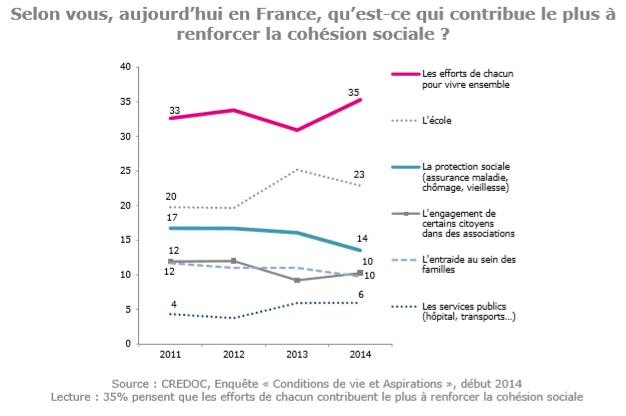 Selon vous, aujourd’hui en France, qu’est-ce qui contribue le plus à
renforcer la cohésion sociale ?
40
35
30
25
20
15
10
5
0
33
35
20
23
17
14
12
10
12
10
4
6
2011
2012
2013
2014
Les efforts de chacun
pour vivre ensemble
L'école
La protection sociale
(assurance maladie,
chômage, vieillesse)
L'engagement de
certains citoyens
dans des associations
L'entraide au sein des
familles
Les services publics
(hôpital, transports...)
Source : CREDOC, Enquête « Conditions de vie et Aspirations », début 2014
Lecture : 35% pensent que les efforts de chacun contribuent le plus à renforcer la cohésion sociale